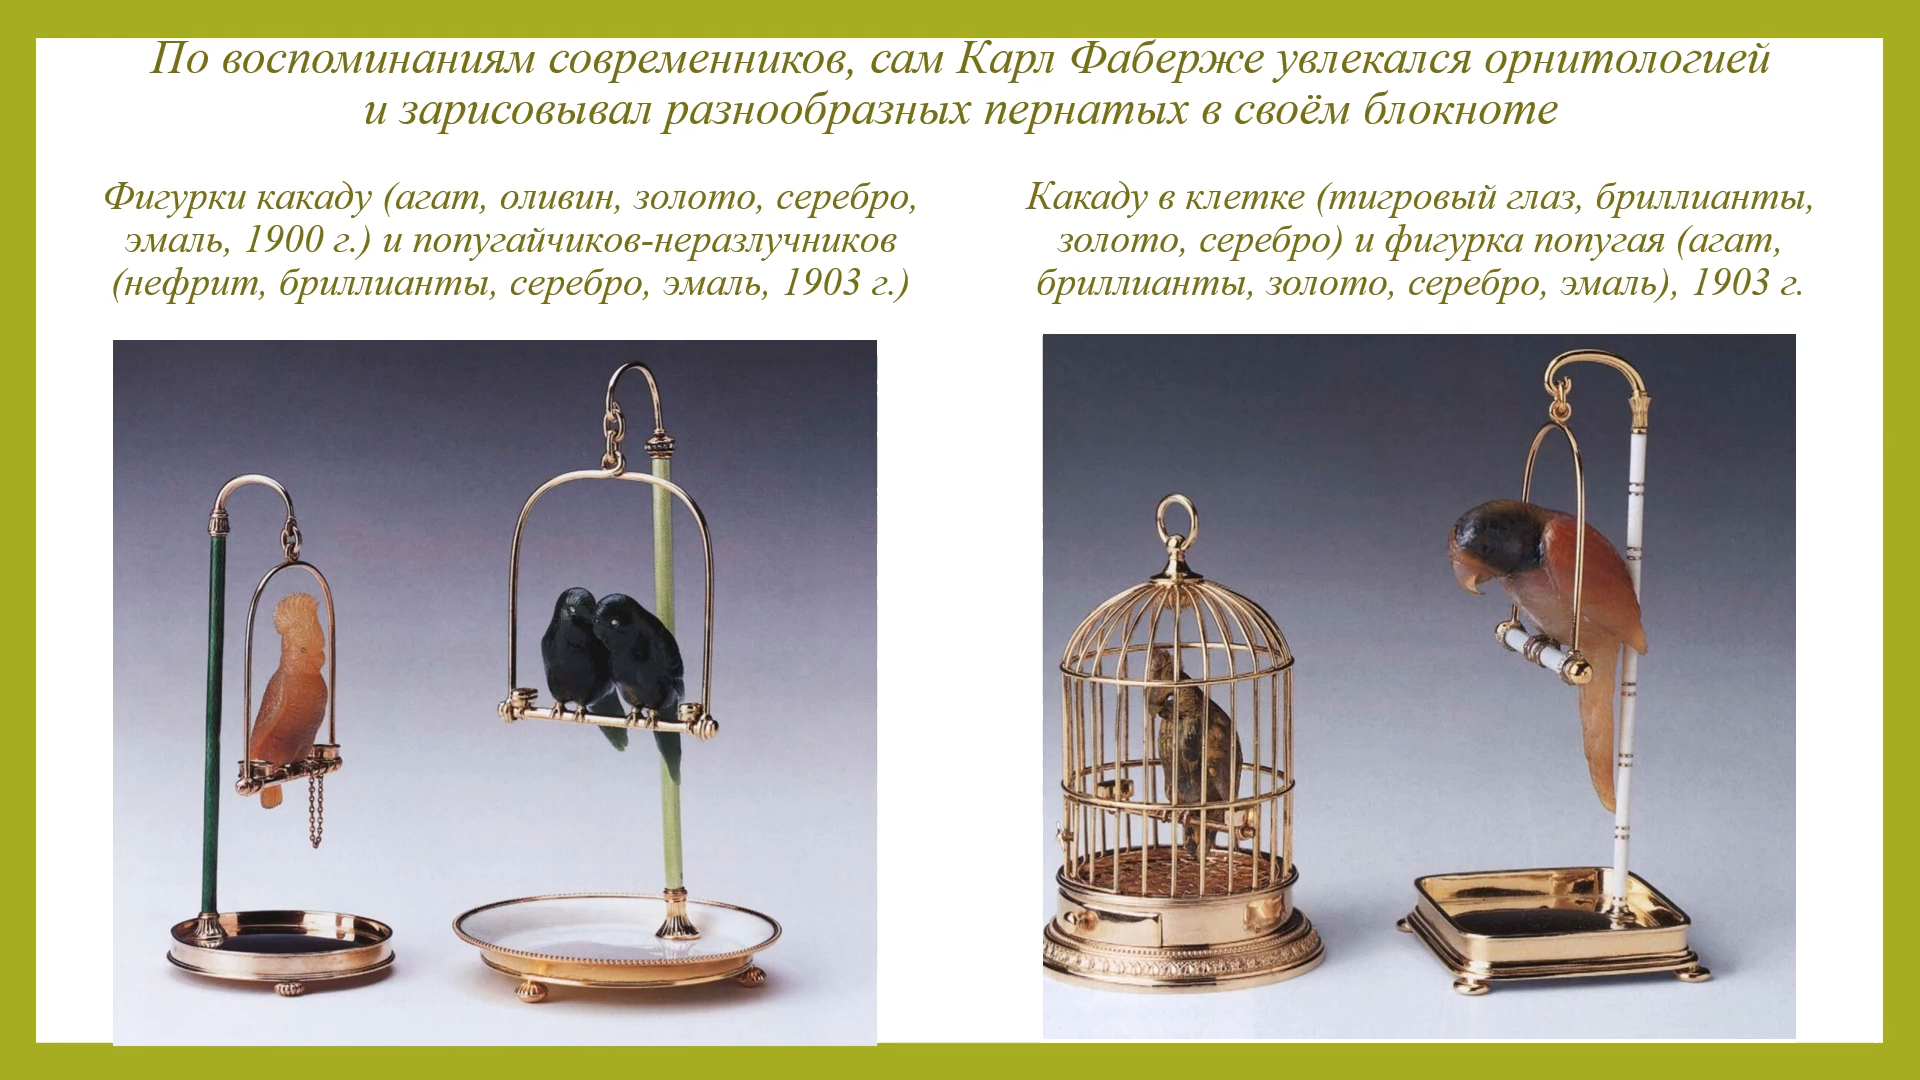 По воспоминаниям современников, сам Карл Фаберже увлекался орнитологией
и зарисовывал разнообразных пернатых в своём блокноте
Фигурки какаду (агат, оливин, золото, серебро,
эмаль, 1900 г.) и попугайчиков-неразлучников
(нефрит, бриллианты, серебро, эмаль, 1903 г.)
Какаду в клетке (тигровый глаз, бриллианты,
золото, серебро) и фигурка попугая (агат,
бриллианты, золото, серебро, эмаль), 1903 г.